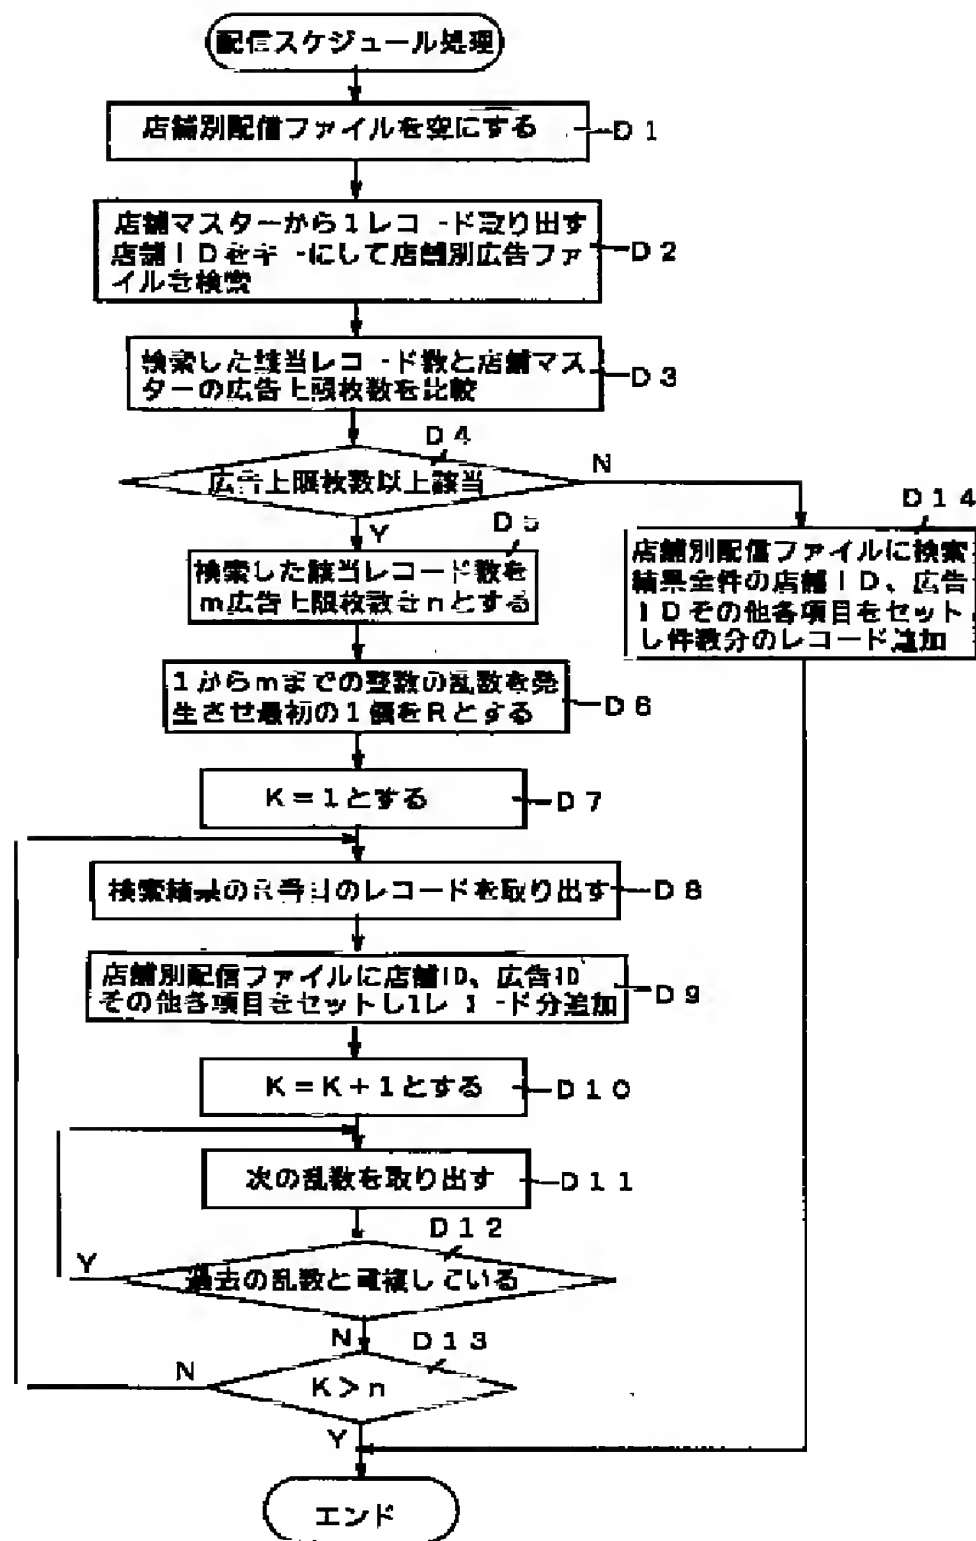 配信スケジュール処理
店舗別配信ファイルを空にする
D1
店舗マスターから1レコード取り出す
店舗IDをキーにして店舗別広告ファ
イルを検索
D2
検索した該当レコード数と店舗マス
ターの広告上限枚数を比較
D3
D4
広告上限枚数以上該当
N
Y
D5
検索した該当レコード数を
m広告上限枚数をnとする
D14
店舗別配信ファイルに検索
結果全件の店舗ID、広告
IDその他各項目をセット
し件数分のレコード追加
1からmまでの整数の乱数を発
生させ最初の1個をRとする
D6
K=1とする
D7
検索結果のR番目のレコードを取り出す
D8
店舗別配信ファイルに店舗ID、広告ID
その他各項目をセットし1レコード分追加
D9
K=K+1とする
D10
次の乱数を取り出す
D11
D12
過去の乱数と重複している
Y
N
D13
K>n
N
Y
エンド